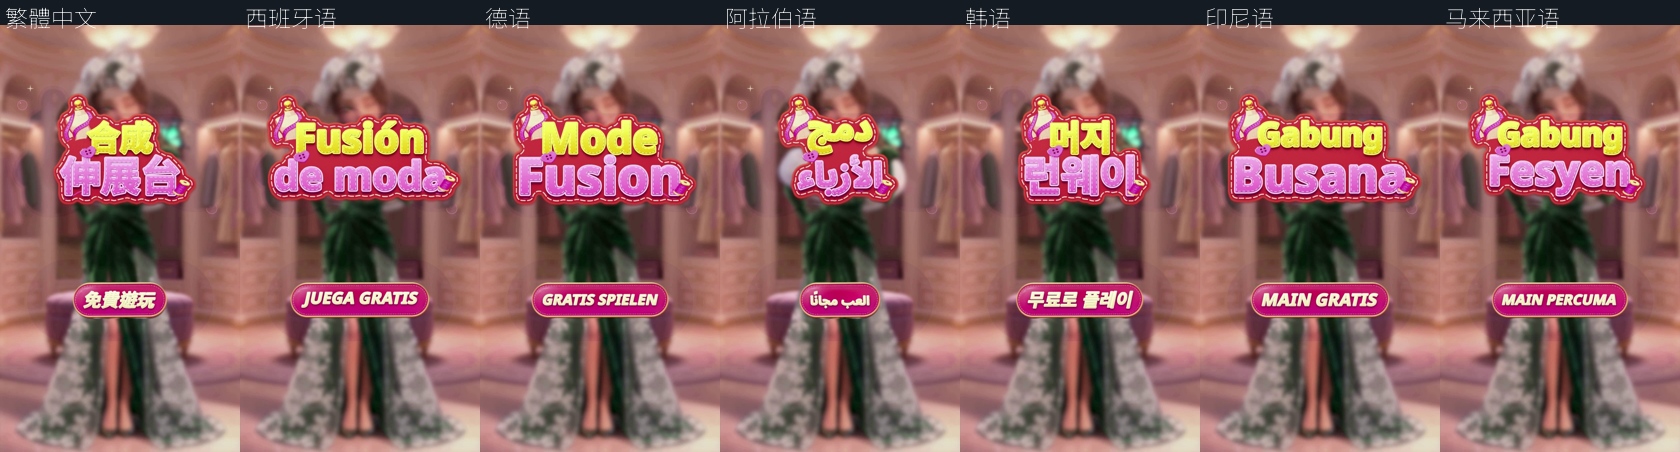 繁體中文
合成
伸展台
免費遊玩
西班牙语
Fusión
de moda
JUEGA GRATIS
德语
Mode
Fusion
GRATIS SPIELEN
阿拉伯语
دمج
الأزياء
العب مجانًا
韩语
머지
런웨이
무료로 플레이
印尼语
Gabung
Busana
MAIN GRATIS
马来西亚语
Gabung
Fesyen
MAIN PERCUMA